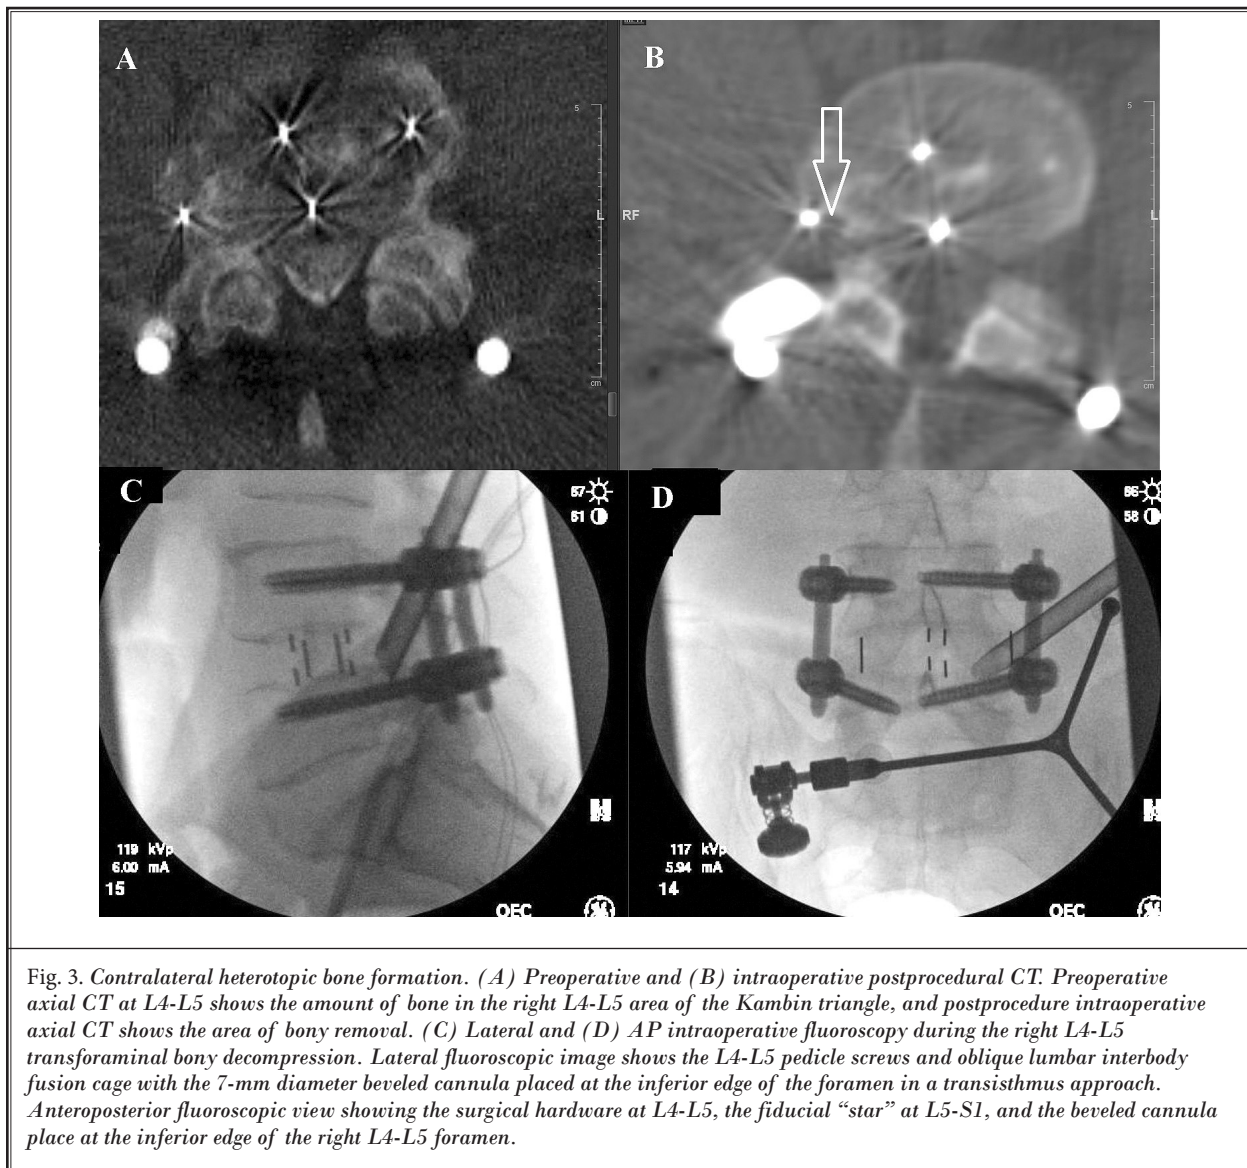 A
B
5
5
L
RF
L
cm
cm
C
D
67
61
66
58
119 kVp
6.00 mA
15
117 kVp
5.94 mA
14
OEC
OEC
Fig. 3. Contralateral heterotopic bone formation. (A) Preoperative and (B) intraoperative postprocedural CT. Preoperative
axial CT at L4-L5 shows the amount of bone in the right L4-L5 area of the Kambin triangle, and postprocedure intraoperative
axial CT shows the area of bony removal. (C) Lateral and (D) AP intraoperative fluoroscopy during the right L4-L5
transforaminal bony decompression. Lateral fluoroscopic image shows the L4-L5 pedicle screws and oblique lumbar interbody
fusion cage with the 7-mm diameter beveled cannula placed at the inferior edge of the foramen in a transisthmus approach.
Anteroposterior fluoroscopic view showing the surgical hardware at L4-L5, the fiducial “star” at L5-S1, and the beveled cannula
place at the inferior edge of the right L4-L5 foramen.